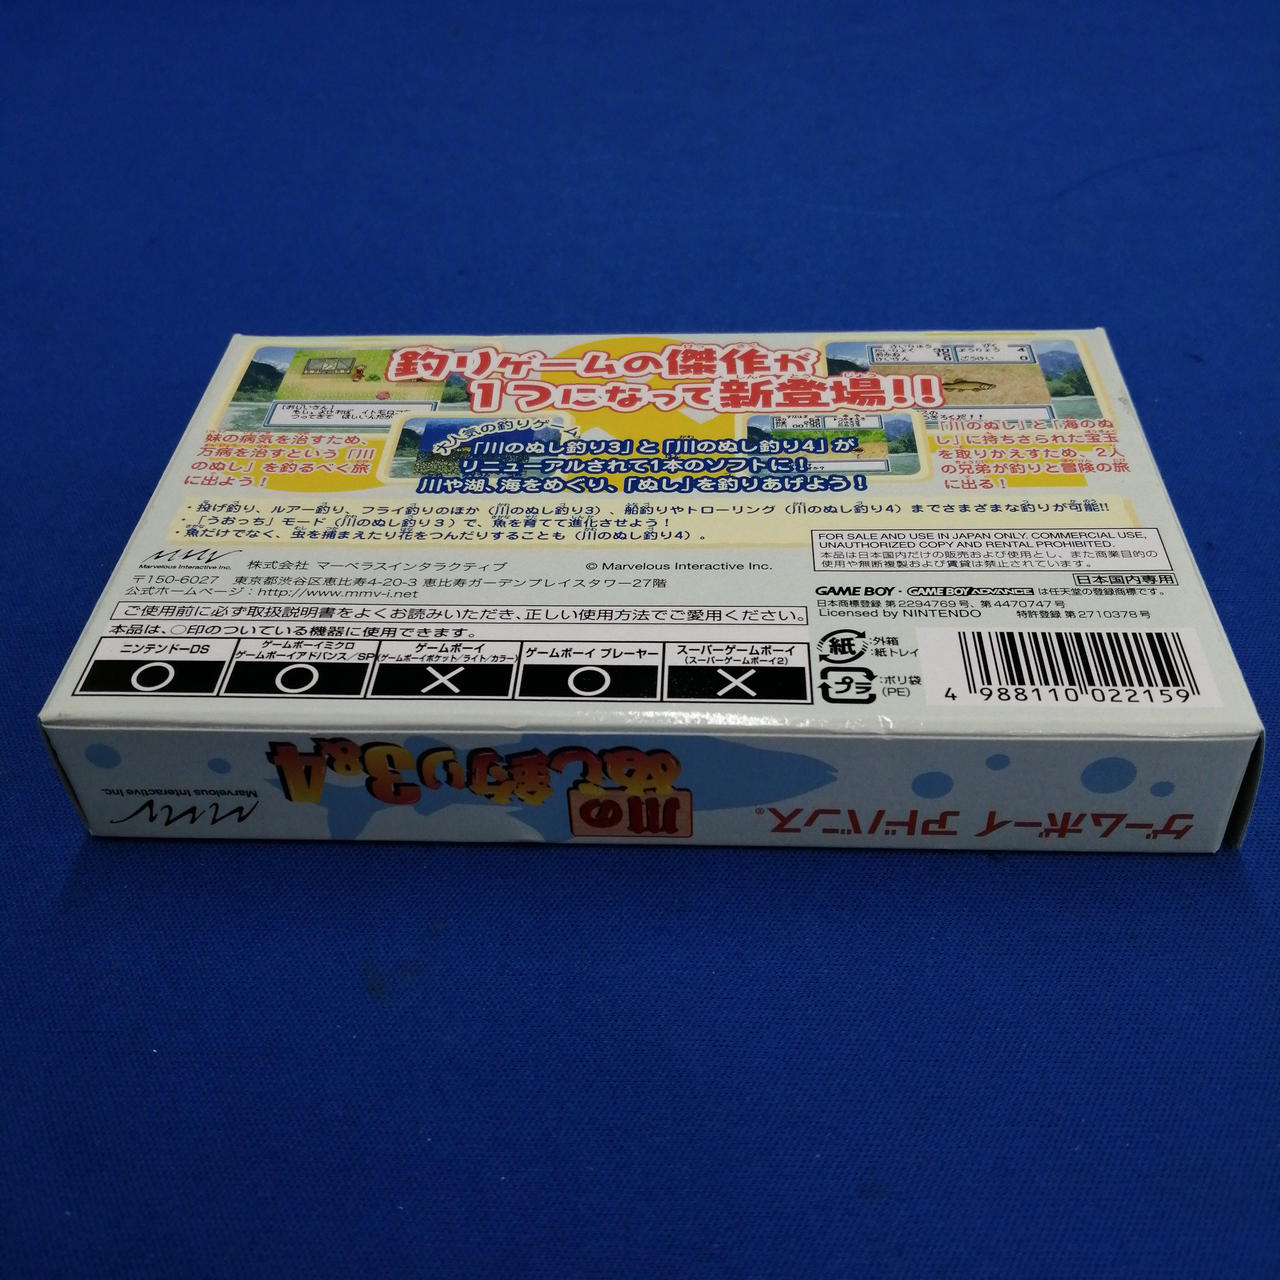 釣りゲームの傑作が
1つになって新登場!!
妹の病気を治すため、
万病を治すという「川
のぬし」を釣るべく旅
に出よう!
大人気の釣りゲーム
「川のぬし釣り3」と「川のぬし釣り4」が
リニューアルされて1本のソフトに!
川や湖、海をめぐり、「ぬし」を釣りあげよう!
「川のぬし」と「海のぬ
し」に持ちさられた宝玉
を取りかえすため、2人
の兄弟が釣りと冒険の旅
に出る!
・投げ釣り、ルアー釣り、フライ釣りのほか(川のぬし釣り3)、船釣りやトローリング(川のぬし釣り4)までさまざまな釣りが可能!!
・「うおっち」モード(川のぬし釣り3)で、魚を育てて進化させよう!
・魚だけでなく、虫を捕まえたり花をつんだりすることも(川のぬし釣り4)。
MMV
Marvelous Interactive Inc.
株式会社 マーベラスインタラクティブ
© Marvelous Interactive Inc.
〒150-6027 東京都渋谷区恵比寿4-20-3 恵比寿ガーデンプレイスタワー27階
公式ホームページ:http://www.mmv-i.net
ご使用前に必ず取扱説明書をよくお読みいただき、正しい使用方法でご愛用ください。
本品は、○印のついている機器に使用できます。
ニンテンドーDS
○
ゲームボーイミクロ
ゲームボーイアドバンス/SP
○
ゲームボーイ
(ゲームボーイポケット/ライト/カラー)
×
ゲームボーイ プレーヤー
○
スーパーゲームボーイ
(スーパーゲームボーイ2)
×
FOR SALE AND USE IN JAPAN ONLY. COMMERCIAL USE,
UNAUTHORIZED COPY AND RENTAL PROHIBITED.
本品は日本国内だけの販売および使用とし、また商業目的の
使用や無断複製および賃貸は禁止されています。
日本国内専用
GAME BOY・GAME BOY ADVANCE は任天堂の登録商標です。
日本商標登録 第2294769号、第4470747号
Licensed by NINTENDO 特許登録 第2710378号
紙
:外箱
:紙トレイ
プラ
:ポリ袋
(PE)
4 988110 022159
ゲームボーイ アドバンス®
川の
ぬし釣り3&4
MMV
Marvelous Interactive Inc.